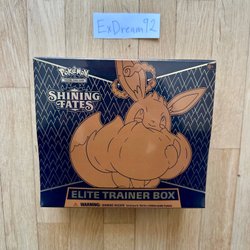 ExDream92
POKÉMON
SHINING
FATES
ELITE TRAINER BOX
WARNING: